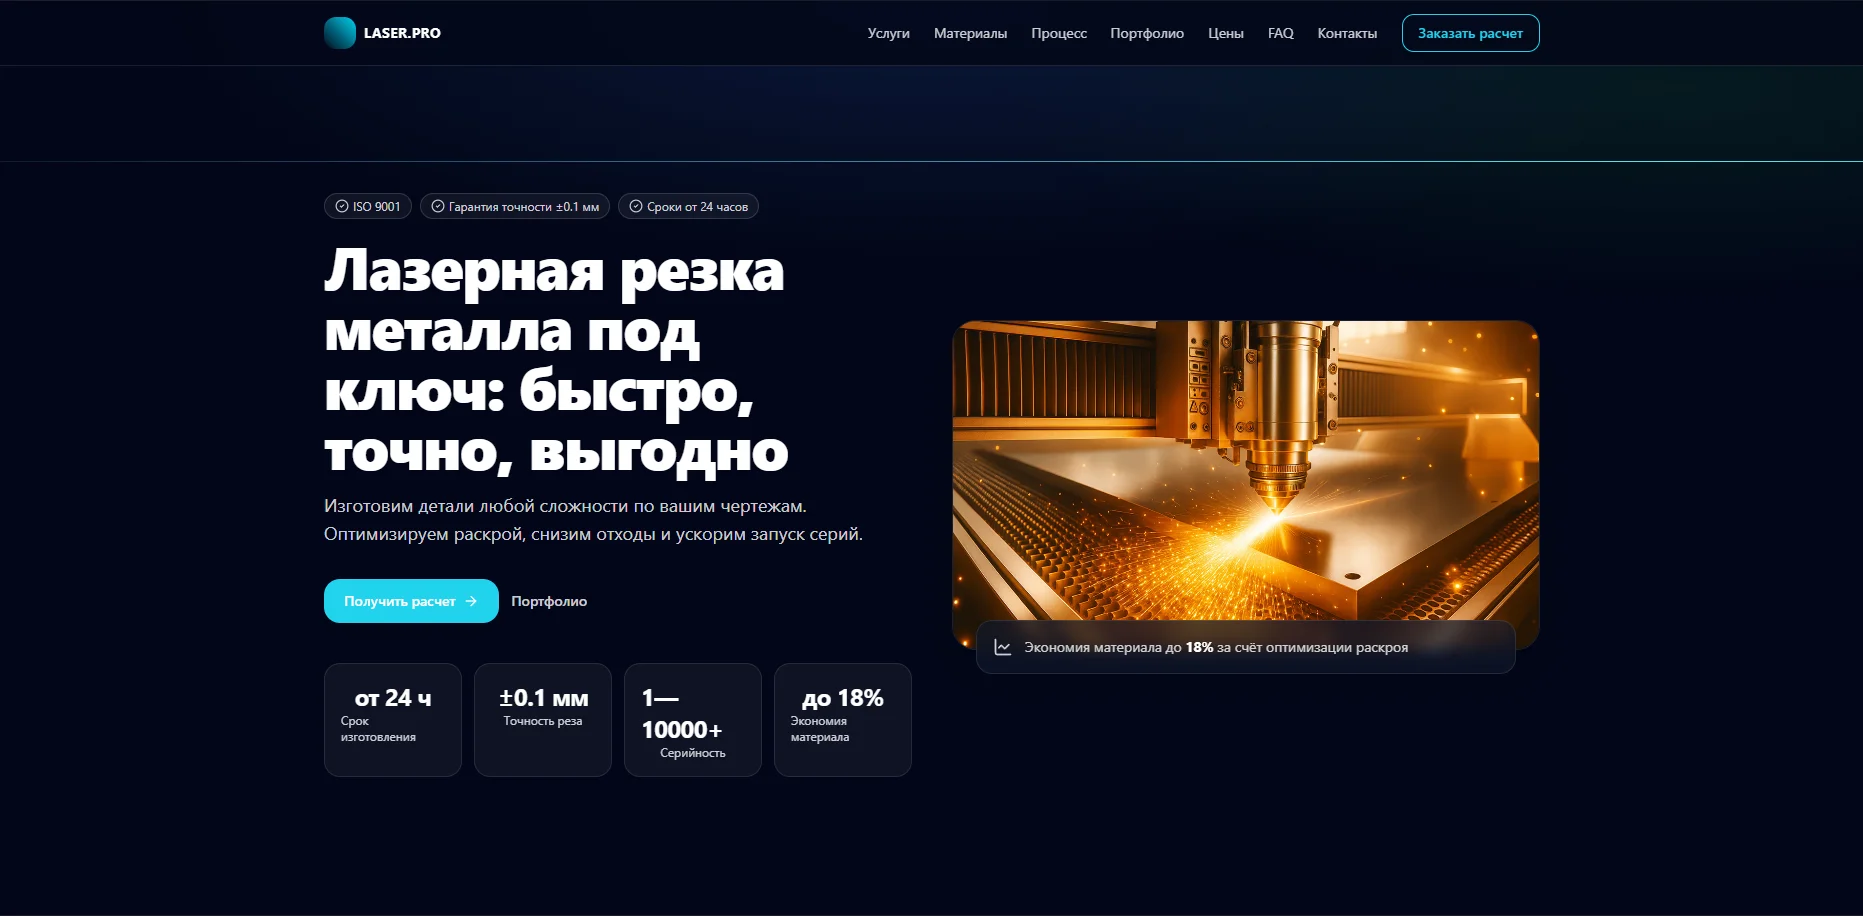 LASER.PRO
Услуги Материалы Процесс Портфолио Цены FAQ Контакты Заказать расчет
ISO 9001 Гарантия точности ±0.1 мм Сроки от 24 часов
Лазерная резка
металла под
ключ: быстро,
точно, выгодно
Изготовим детали любой сложности по вашим чертежам.
Оптимизируем раскрой, снизим отходы и ускорим запуск серий.
Получить расчет → Портфолио
Экономия материала до 18% за счёт оптимизации раскроя
от 24 ч
Срок
изготовления
±0.1 мм
Точность реза
1—
10000+
Серийность
до 18%
Экономия
материала